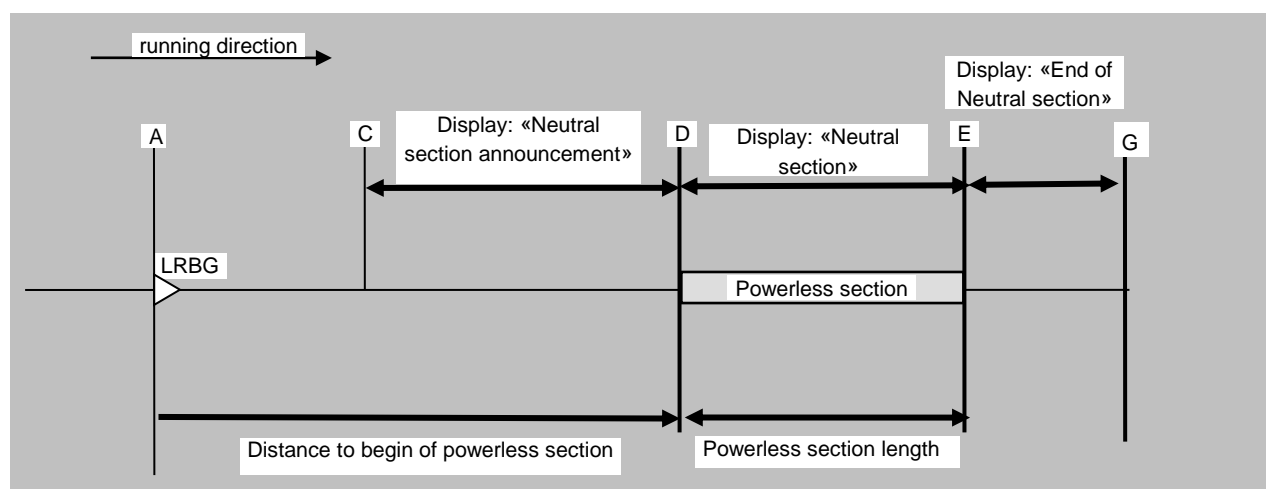 running direction
Display: «End of
Neutral section»
A
C
Display: «Neutral
section announcement»
D
Display: «Neutral
section»
E
G
LRBG
Powerless section
Distance to begin of powerless section
Powerless section length